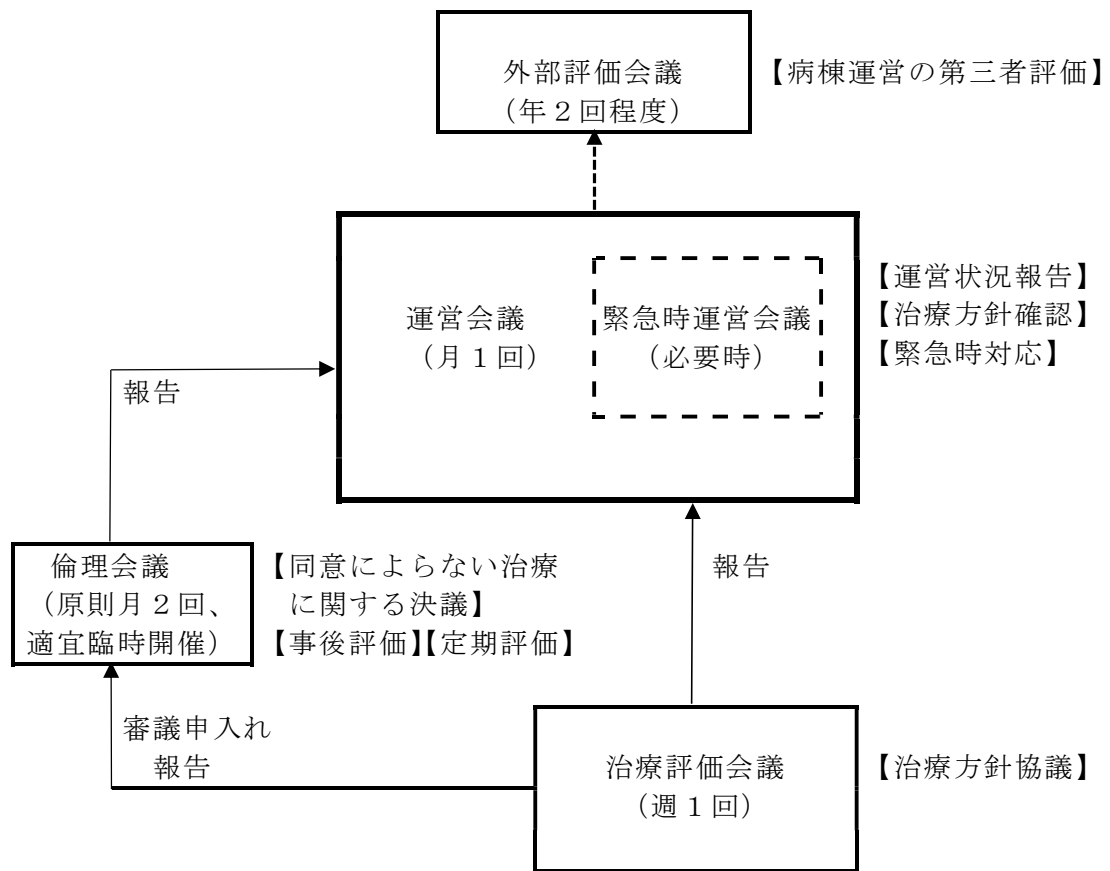 外部評価会議
（年２回程度）
【病棟運営の第三者評価】
運営会議
（月１回）
緊急時運営会議
（必要時）
【運営状況報告】
【治療方針確認】
【緊急時対応】
報告
倫理会議
（原則月２回、
適宜臨時開催）
【同意によらない治療
に関する決議】
【事後評価】【定期評価】
報告
審議申入れ
報告
治療評価会議
（週１回）
【治療方針協議】